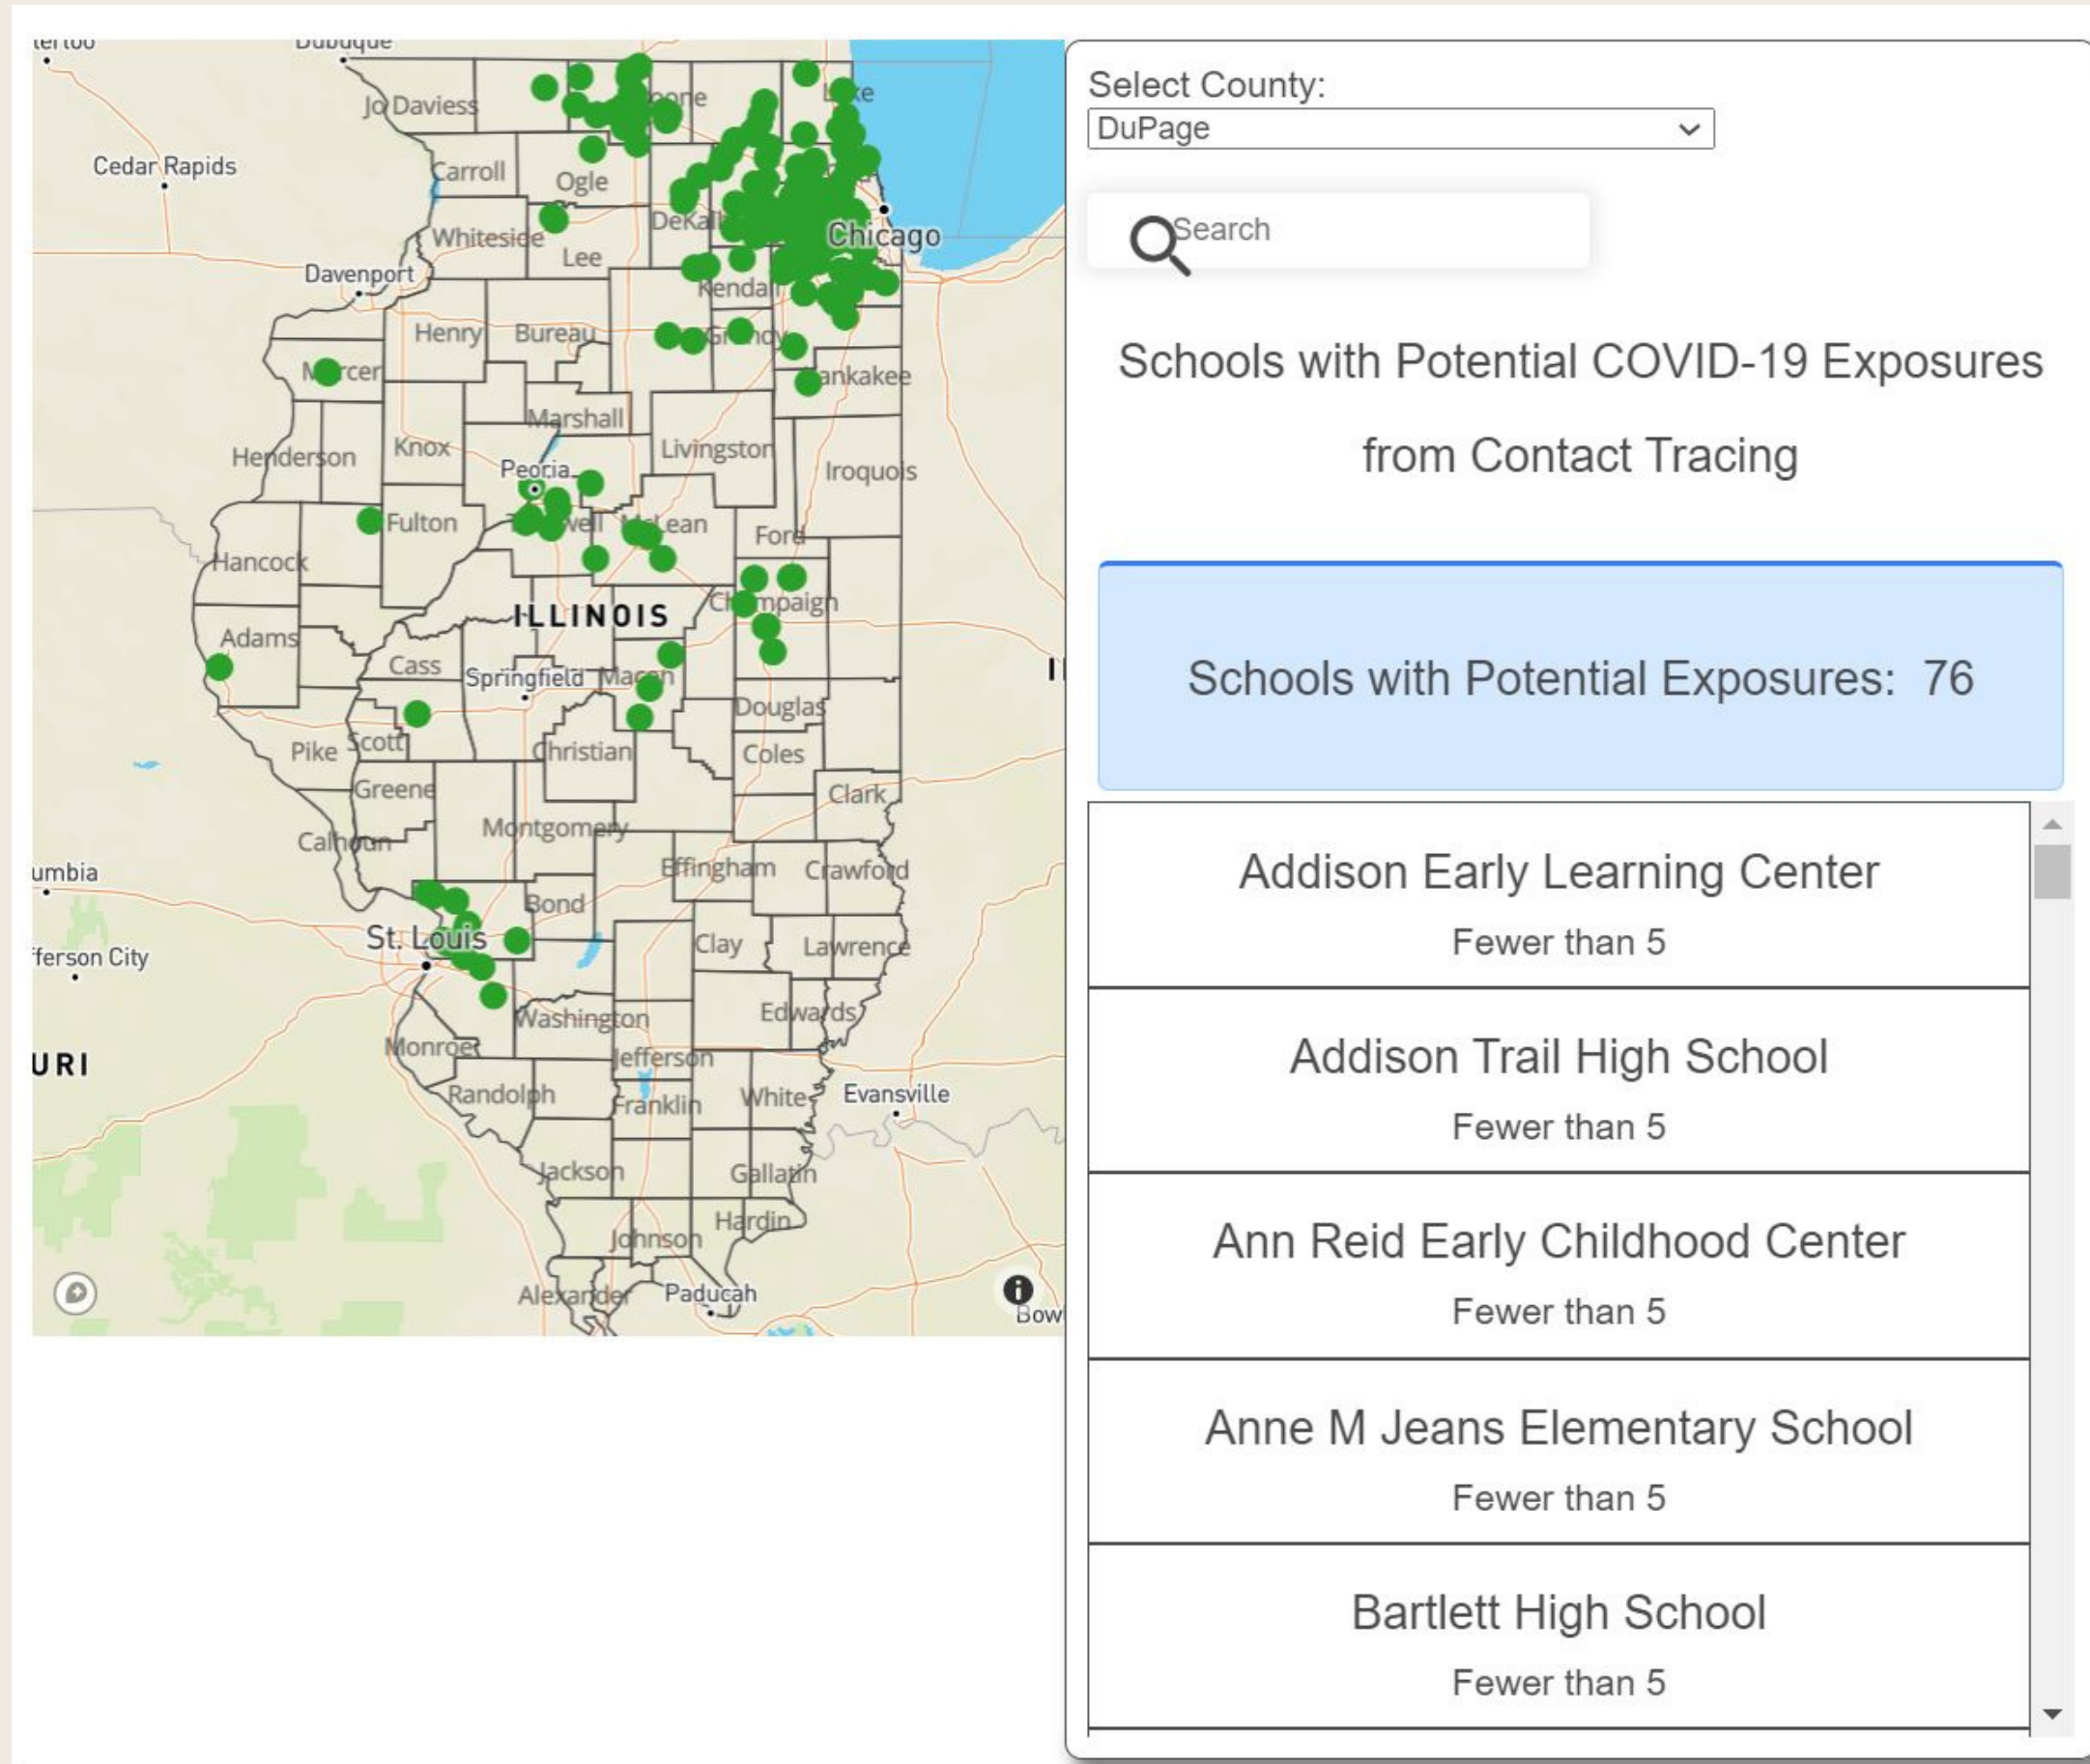 Dubuque
Jo Daviess
Cedar Rapids
Carroll
Ogle
DeKalb
Whiteside
Lee
Chicago
Davenport
Kendall
Henry
Bureau
Grundy
Mercer
Marshall
Knox
Livingston
Henderson
Peoria
Iroquois
Fulton
McLean
Ford
Hancock
Champaign
ILLINOIS
Adams
Cass
Springfield
Macon
Douglas
Pike
Scott
Christian
Coles
Greene
Clark
Montgomery
Calhoun
Effingham
Crawford
umbia
Bond
St. Louis
Clay
Lawrence
fferson City
Washington
Edwards
Monroe
Jefferson
URI
Randolph
Franklin
White
Evansville
Jackson
Gallatin
Hardin
Johnson
Alexander
Paducah
Bowl
Select County:
DuPage
Search
Schools with Potential COVID-19 Exposures
from Contact Tracing
Schools with Potential Exposures: 76
Addison Early Learning Center
Fewer than 5
Addison Trail High School
Fewer than 5
Ann Reid Early Childhood Center
Fewer than 5
Anne M Jeans Elementary School
Fewer than 5
Bartlett High School
Fewer than 5